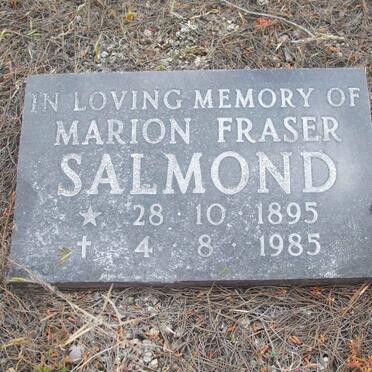 IN LOVING MEMORY OF
MARION FRASER
SALMOND
★ 28 · 10 · 1895
✝ 4 · 8 · 1985